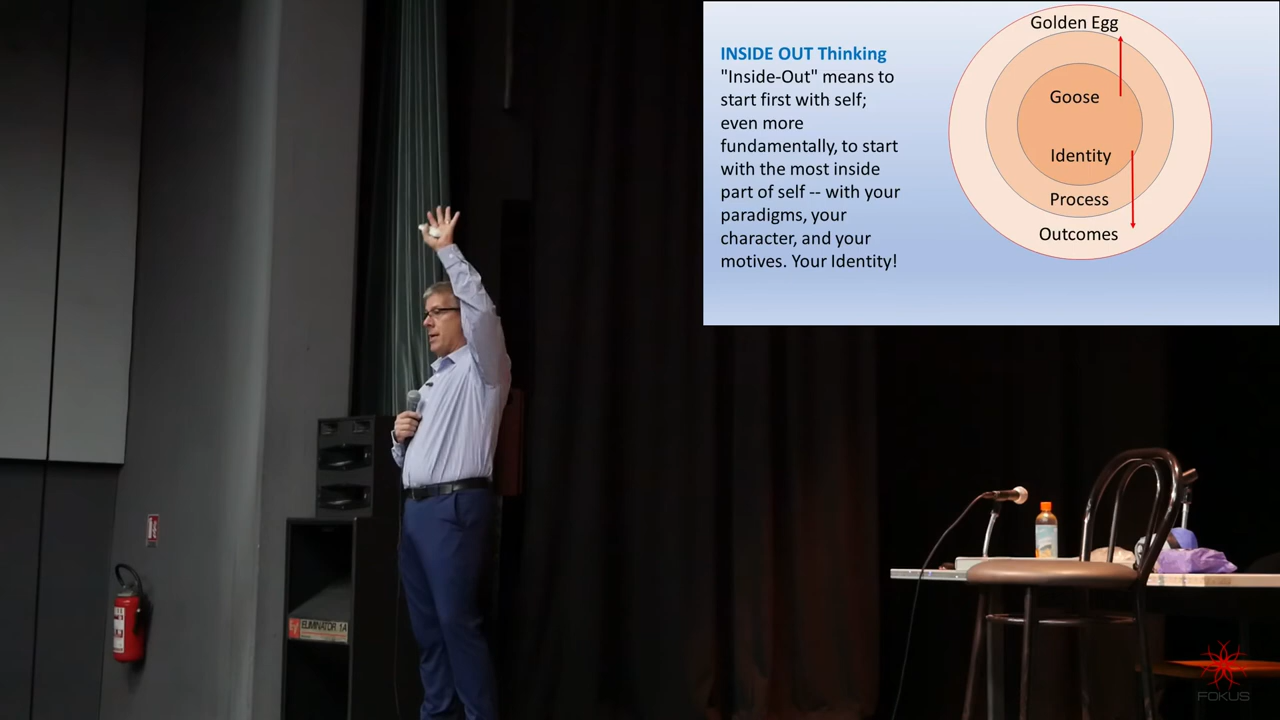 INSIDE OUT Thinking
"Inside-Out" means to
start first with self;
even more
fundamentally, to start
with the most inside
part of self -- with your
paradigms, your
character, and your
motives. Your Identity!
Golden Egg
Goose
Identity
Process
Outcomes
ELIMINATOR 1A
FOKUS